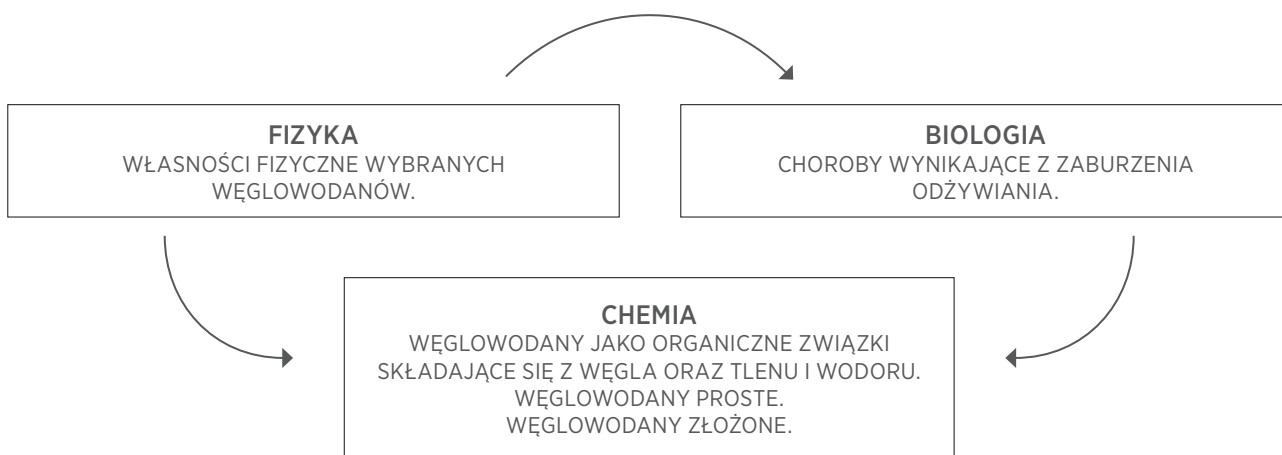 FIZYKA
WŁASNOŚCI FIZYCZNE WYBRANYCH
WĘGLOWODANÓW.
BIOLOGIA
CHOROBY WYNIKAJĄCE Z ZABURZENIA
ODŻYWIANIA.
CHEMIA
WĘGLOWODANY JAKO ORGANICZNE ZWIĄZKI
SKŁADAJĄCE SIĘ Z WĘGLA ORAZ TLENU I WODORU.
WĘGLOWODANY PROSTE.
WĘGLOWODANY ZŁOŻONE.